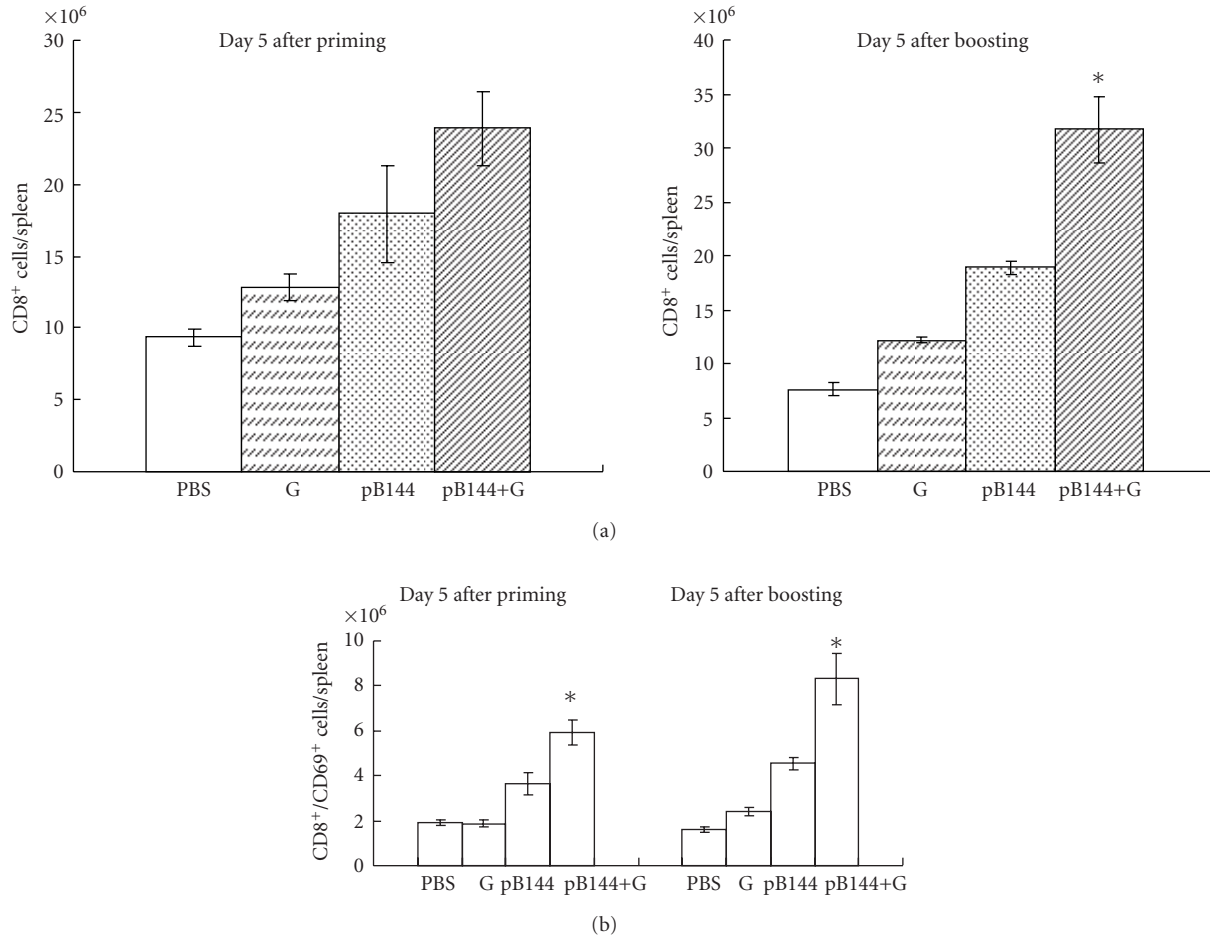 ×10⁶
Day 5 after priming
30
25
20
15
10
5
0
CD8⁺ cells/spleen
PBS G pB144 pB144+G
×10⁶
Day 5 after boosting
40
35
30
25
20
15
10
5
0
CD8⁺ cells/spleen
*
PBS G pB144 pB144+G
(a)
Day 5 after priming
Day 5 after boosting
×10⁶
10
8
6
4
2
0
CD8⁺/CD69⁺ cells/spleen
*
*
PBS G pB144 pB144+G
PBS G pB144 pB144+G
(b)